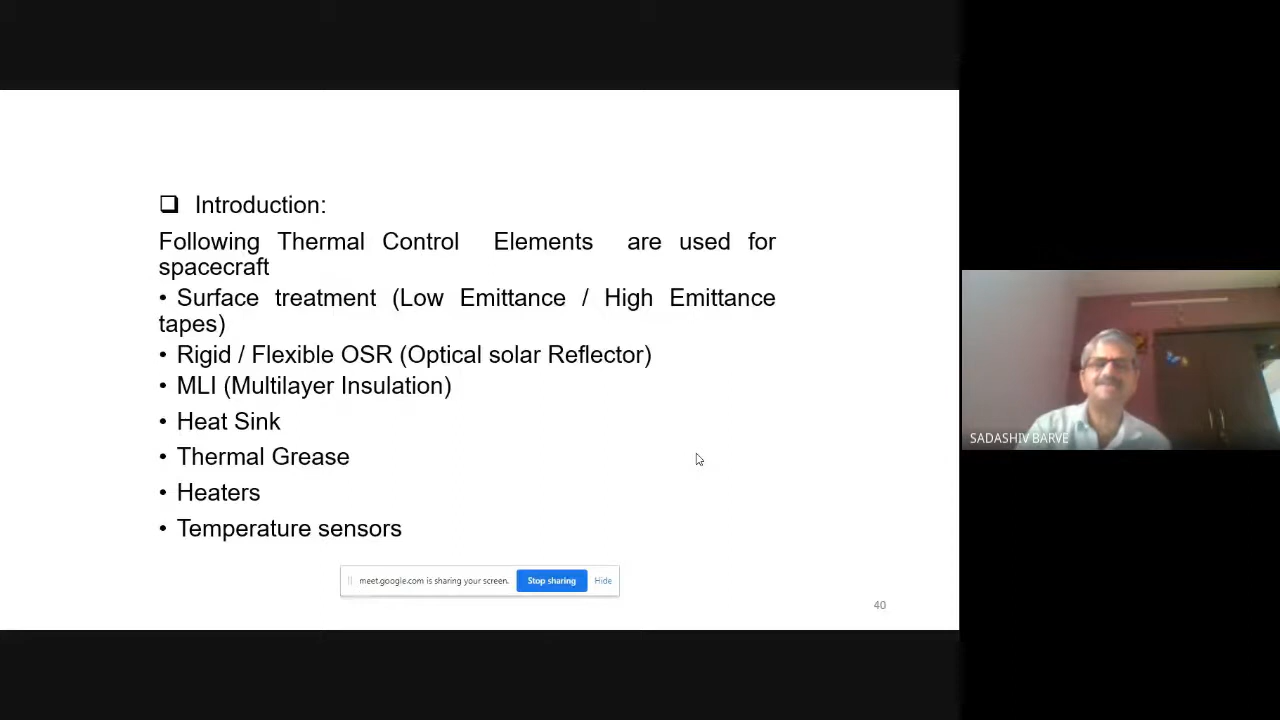 ❑ Introduction:
Following Thermal Control Elements are used for
spacecraft
• Surface treatment (Low Emittance / High Emittance
tapes)
• Rigid / Flexible OSR (Optical solar Reflector)
• MLI (Multilayer Insulation)
• Heat Sink
• Thermal Grease
• Heaters
• Temperature sensors
meet.google.com is sharing your screen. Stop sharing Hide
40
SADASHIV BARVE